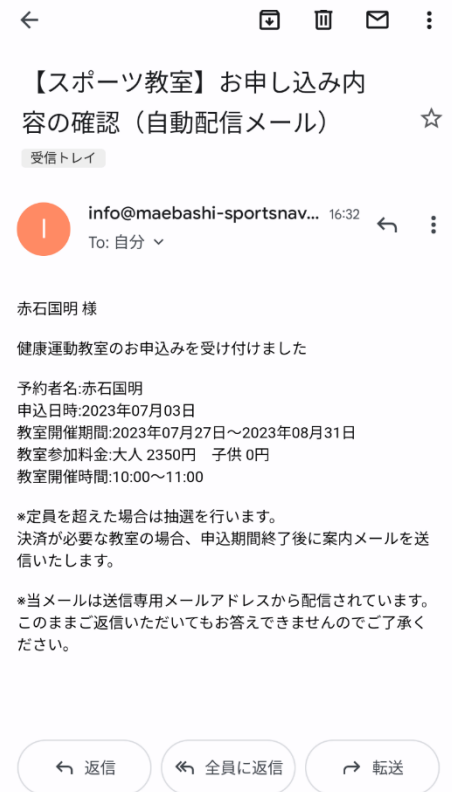 【スポーツ教室】お申し込み内
容の確認（自動配信メール）
受信トレイ
I
info@maebashi-sportsnav... 16:32
To: 自分
赤石国明 様
健康運動教室のお申込みを受け付けました
予約者名:赤石国明
申込日時:2023年07月03日
教室開催期間:2023年07月27日～2023年08月31日
教室参加料金:大人 2350円　子供 0円
教室開催時間:10:00～11:00
※定員を超えた場合は抽選を行います。
決済が必要な教室の場合、申込期間終了後に案内メールを送
信いたします。
※当メールは送信専用メールアドレスから配信されています。
このままご返信いただいてもお答えできませんのでご了承く
ださい。
返信 全員に返信 転送